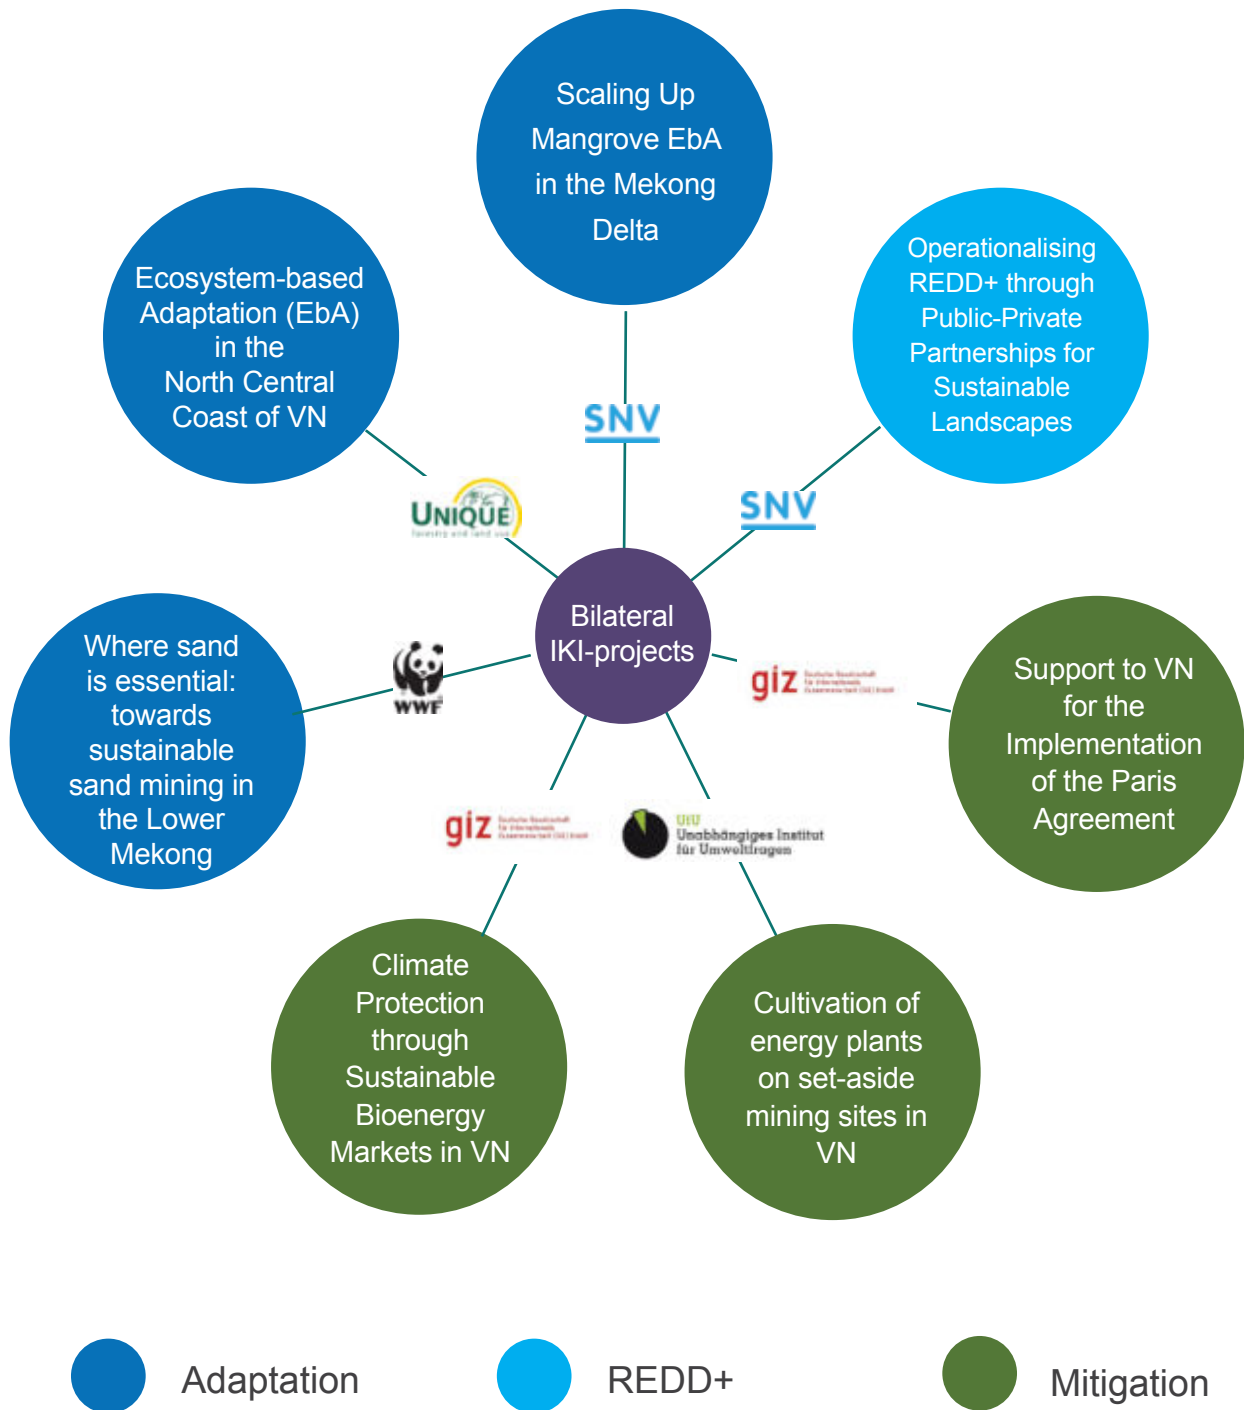 Scaling Up
Mangrove EbA
in the Mekong
Delta
Ecosystem-based
Adaptation (EbA)
in the
North Central
Coast of VN
Operationalising
REDD+ through
Public-Private
Partnerships for
Sustainable
Landscapes
SNV
SNV
UNIQUE
forestry and land use
Bilateral
IKI-projects
Where sand
is essential:
towards
sustainable
sand mining in
the Lower
Mekong
WWF
giz
Support to VN
for the
Implementation
of the Paris
Agreement
giz
UfU
Unabhängiges Institut
für Umweltfragen
Climate
Protection
through
Sustainable
Bioenergy
Markets in VN
Cultivation of
energy plants
on set-aside
mining sites in
VN
Adaptation
REDD+
Mitigation